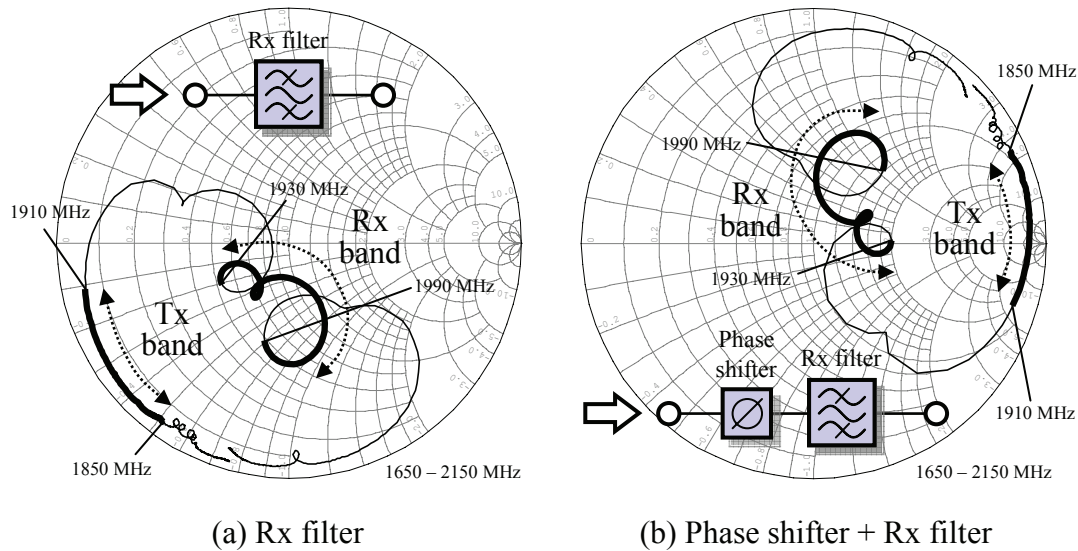 Rx filter
1930 MHz
1910 MHz
Rx
band
1990 MHz
Tx
band
1850 MHz
1650 – 2150 MHz
(a) Rx filter
1850 MHz
1990 MHz
Rx
band
Tx
band
1930 MHz
Phase
shifter
Rx filter
1910 MHz
1650 – 2150 MHz
(b) Phase shifter + Rx filter